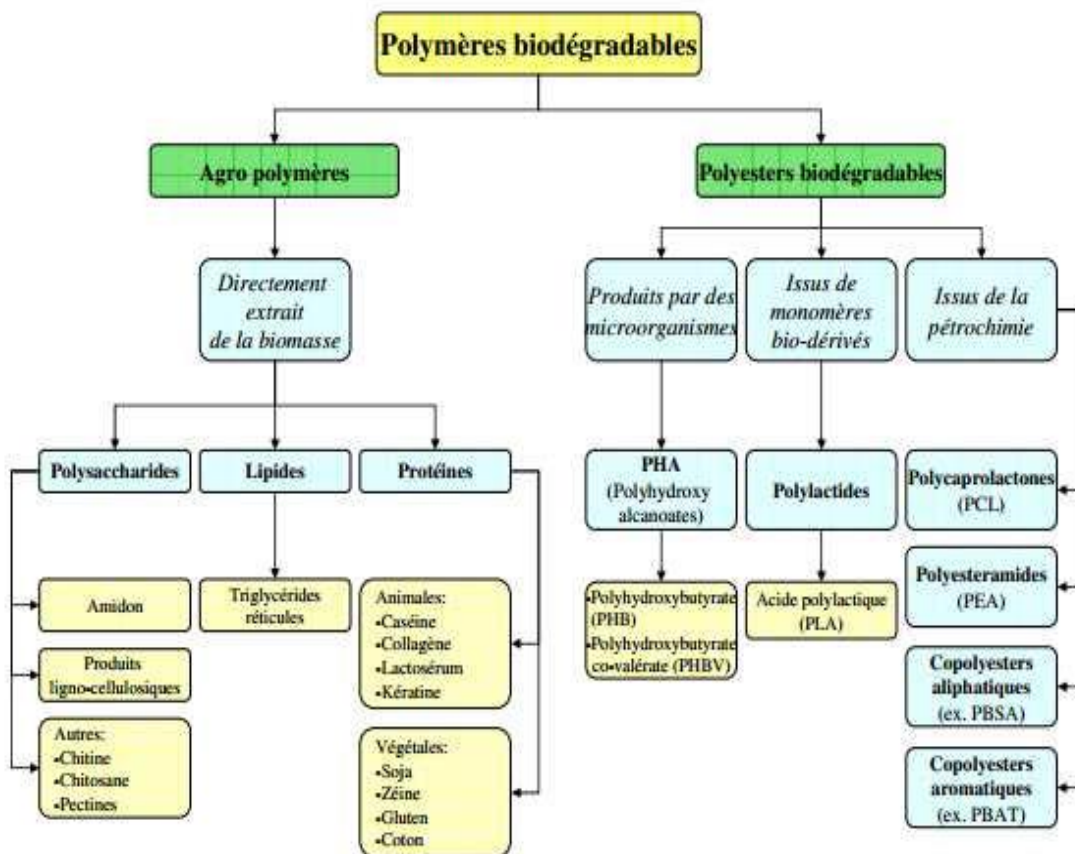 Polymères biodégradables
Agro polymères
Polyesters biodégradables
Directement
extrait
de la biomasse
Produits par des
microorganismes
Issus de
monomères
bio-dérivés
Issus de la
pétrochimie
Polysaccharides
Lipides
Protéines
PHA
(Polyhydroxy
alcanoates)
Polylactides
Polycaprolactones
(PCL)
Amidon
Triglycérides
réticules
Animales:
•Caséine
•Collagène
•Lactosérum
•Kératine
•Polyhydroxybutyrate
(PHB)
•Polyhydroxybutyrate
co-valérate (PHBV)
Acide polylactique
(PLA)
Polyesteramides
(PEA)
Produits
ligno-cellulosiques
Copolyesters
aliphatiques
(ex. PBSA)
Autres:
•Chitine
•Chitosane
•Pectines
Végétales:
•Soja
•Zéine
•Gluten
•Coton
Copolyesters
aromatiques
(ex. PBAT)